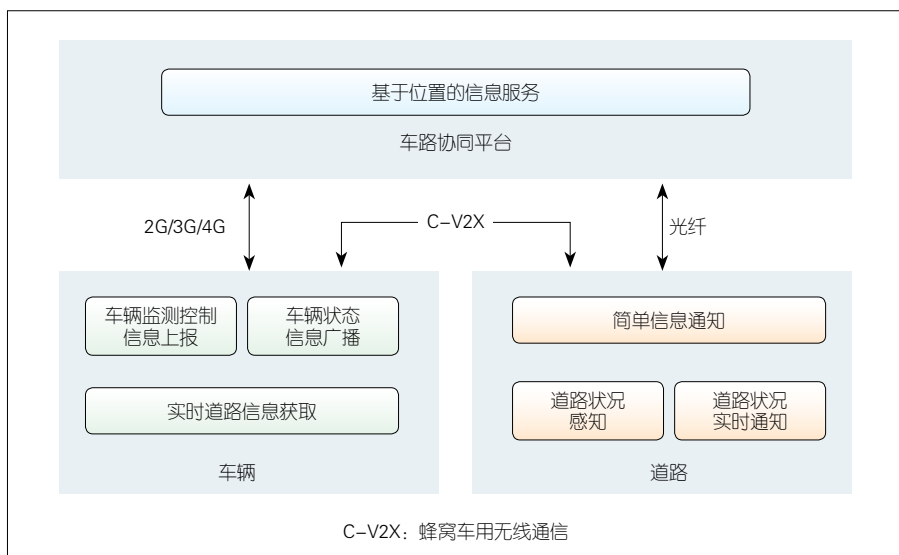 基于位置的信息服务
车路协同平台
2G/3G/4G
C-V2X
光纤
车辆监测控制
信息上报
车辆状态
信息广播
实时道路信息获取
车辆
简单信息通知
道路状况
感知
道路状况
实时通知
道路
C-V2X：蜂窝车用无线通信